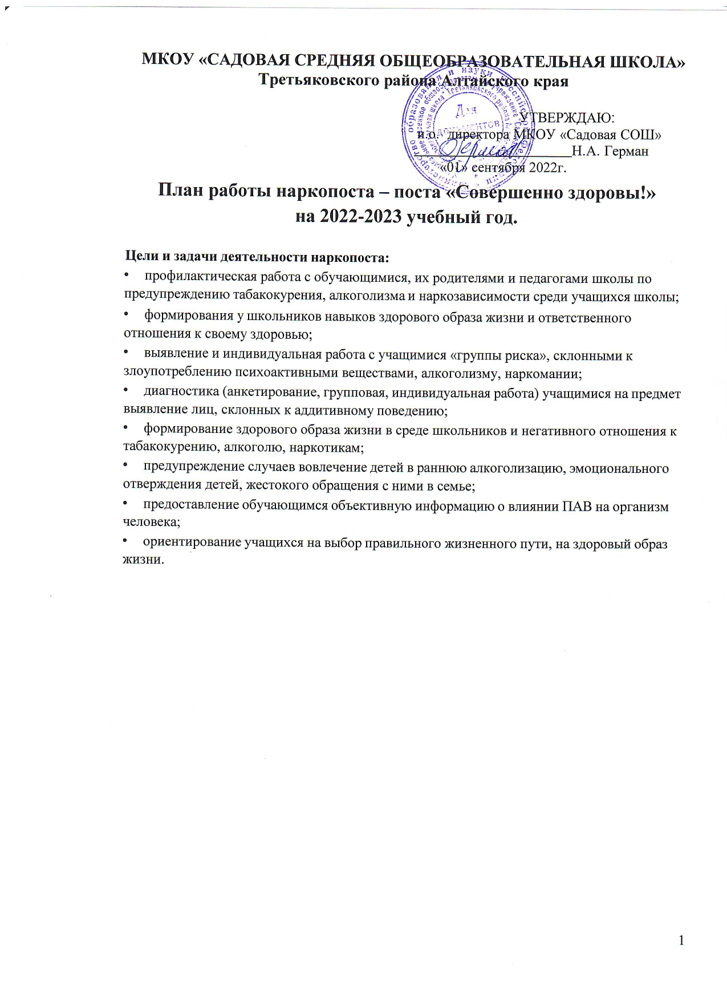 МКОУ «САДОВАЯ СРЕДНЯЯ ОБЩЕОБРАЗОВАТЕЛЬНАЯ ШКОЛА»
Третьяковского района Алтайского края
УТВЕРЖДАЮ:
и.о. директора МКОУ «Садовая СОШ»
Н.А. Герман
«01» сентября 2022г.
Для
документов
План работы наркопоста – поста «Совершенно здоровы!»
на 2022-2023 учебный год.
Цели и задачи деятельности наркопоста:
• профилактическая работа с обучающимися, их родителями и педагогами школы по
предупреждению табакокурения, алкоголизма и наркозависимости среди учащихся школы;
• формирования у школьников навыков здорового образа жизни и ответственного
отношения к своему здоровью;
• выявление и индивидуальная работа с учащимися «группы риска», склонными к
злоупотреблению психоактивными веществами, алкоголизму, наркомании;
• диагностика (анкетирование, групповая, индивидуальная работа) учащимися на предмет
выявление лиц, склонных к аддитивному поведению;
• формирование здорового образа жизни в среде школьников и негативного отношения к
табакокурению, алкоголю, наркотикам;
• предупреждение случаев вовлечение детей в раннюю алкоголизацию, эмоционального
отверждения детей, жестокого обращения с ними в семье;
• предоставление обучающимся объективную информацию о влиянии ПАВ на организм
человека;
• ориентирование учащихся на выбор правильного жизненного пути, на здоровый образ
жизни.
1